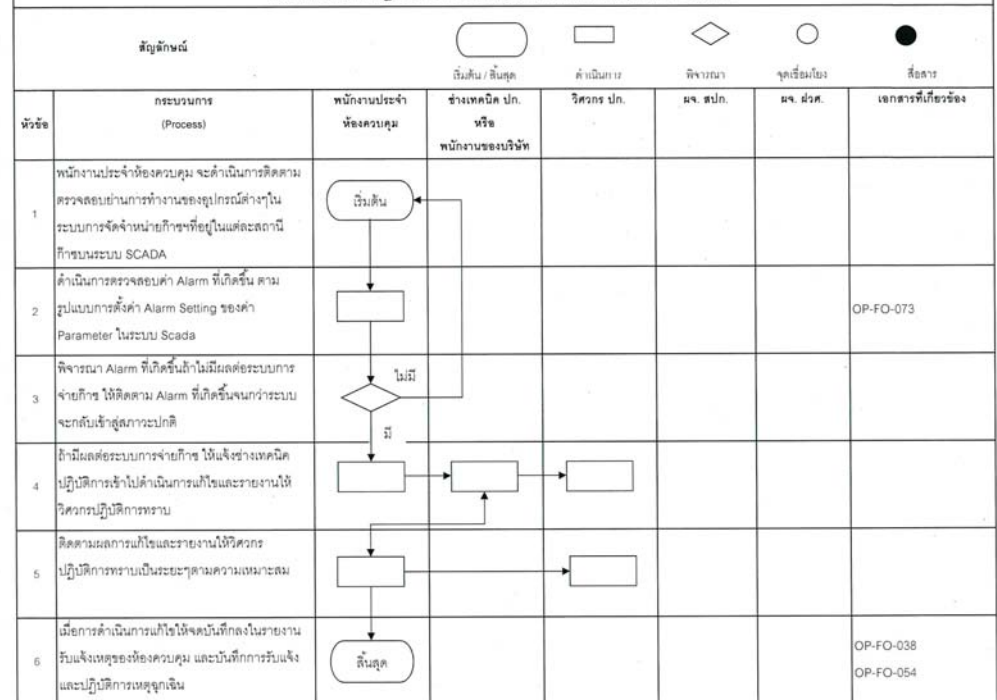 สัญลักษณ์
เริ่มต้น / สิ้นสุด
ดำเนินการ
พิจารณา
จุดเชื่อมโยง
สื่อสาร
หัวข้อ
กระบวนการ
(Process)
พนักงานประจำ
ห้องควบคุม
ช่างเทคนิค ปก.
หรือ
พนักงานของบริษัท
วิศวกร ปก.
ผจ. สปก.
ผจ. ฝวศ.
เอกสารที่เกี่ยวข้อง
1
พนักงานประจำห้องควบคุม จะดำเนินการติดตาม
ตรวจสอบย่านการทำงานของอุปกรณ์ต่างๆใน
ระบบการจัดจำหน่ายก๊าซฯที่อยู่ในแต่ละสถานี
ก๊าซบนระบบ SCADA
เริ่มต้น
2
ดำเนินการตรวจสอบค่า Alarm ที่เกิดขึ้น ตาม
รูปแบบการตั้งค่า Alarm Setting ของค่า
Parameter ในระบบ Scada
OP-FO-073
3
พิจารณา Alarm ที่เกิดขึ้นถ้าไม่มีผลต่อระบบการ
จ่ายก๊าซ ให้ติดตาม Alarm ที่เกิดขึ้นจนกว่าระบบ
จะกลับเข้าสู่สภาวะปกติ
ไม่มี
มี
4
ถ้ามีผลต่อระบบการจ่ายก๊าซ ให้แจ้งช่างเทคนิค
ปฏิบัติการเข้าไปดำเนินการแก้ไขและรายงานให้
วิศวกรปฏิบัติการทราบ
5
ติดตามผลการแก้ไขและรายงานให้วิศวกร
ปฏิบัติการทราบเป็นระยะๆตามความเหมาะสม
6
เมื่อการดำเนินการแก้ไขให้จดบันทึกลงในรายงาน
รับแจ้งเหตุของห้องควบคุม และบันทึกการรับแจ้ง
และปฏิบัติการเหตุฉุกเฉิน
สิ้นสุด
OP-FO-038
OP-FO-054